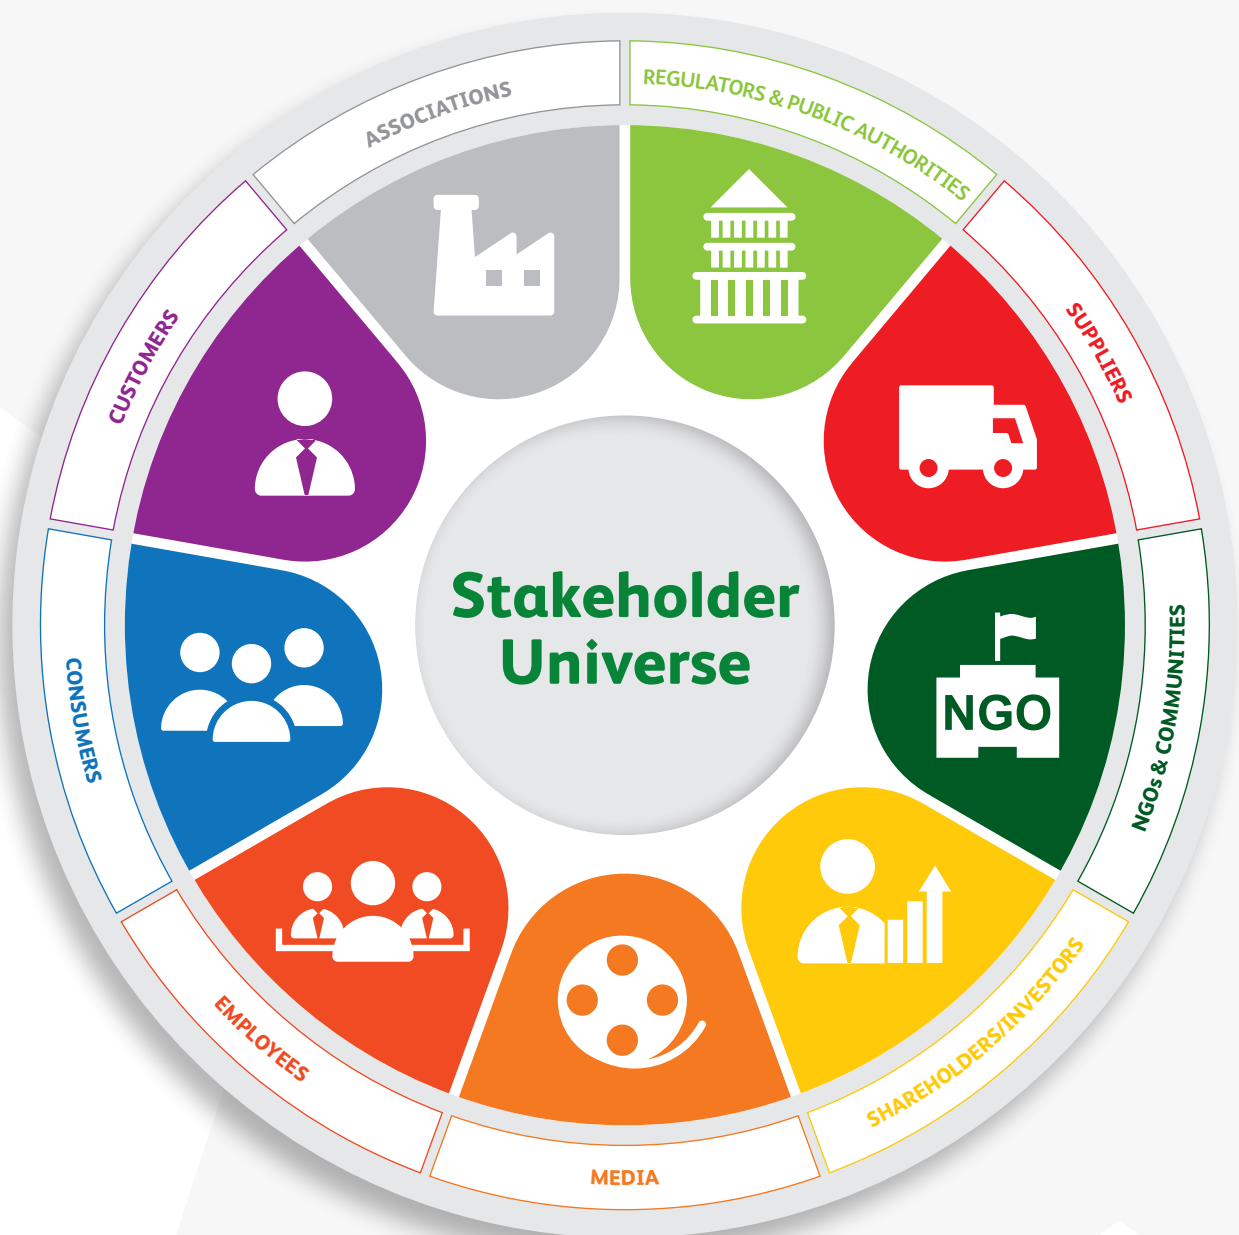 REGULATORS & PUBLIC AUTHORITIES
SUPPLIERS
NGOs & COMMUNITIES
SHAREHOLDERS/INVESTORS
MEDIA
EMPLOYEES
CONSUMERS
CUSTOMERS
ASSOCIATIONS
NGO
Stakeholder
Universe